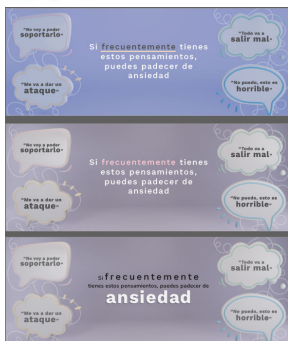 "No voy a poder
soportarlo"
"Me va a dar un
ataque"
Si frecuentemente tienes
estos pensamientos,
puedes padecer de
ansiedad
"Todo va a
salir mal"
"No puedo, esto es
horrible"
"No voy a poder
soportarlo"
"Me va a dar un
ataque"
Si frecuentemente tienes
estos pensamientos,
puedes padecer de
ansiedad
"Todo va a
salir mal"
"No puedo, esto es
horrible"
"No voy a poder
soportarlo"
"Me va a dar un
ataque"
si frecuentemente
tienes estos pensamientos, puedes padecer de
ansiedad
"Todo va a
salir mal"
"No puedo, esto es
horrible"